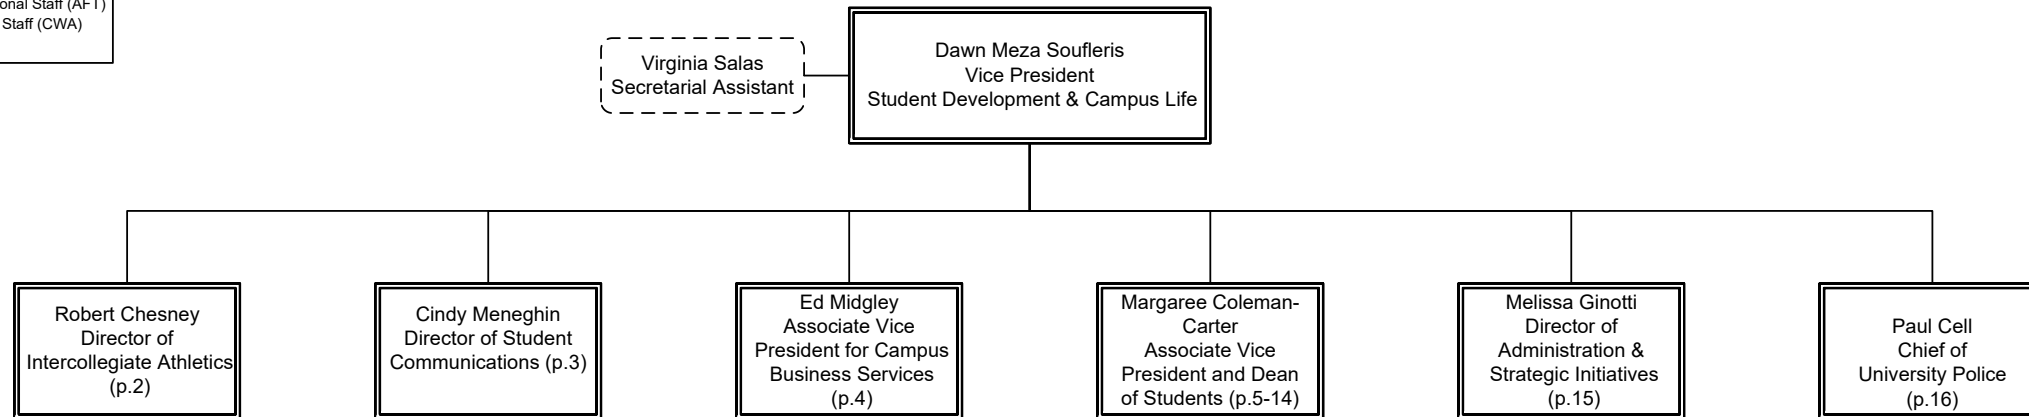 Staff (AFT)
Staff (CWA)
Virginia Salas
Secretarial Assistant
Dawn Meza Soufleris
Vice President
Student Development & Campus Life
Robert Chesney
Director of
Intercollegiate Athletics
(p.2)
Cindy Meneghin
Director of Student
Communications (p.3)
Ed Midgley
Associate Vice
President for Campus
Business Services
(p.4)
Margaree Coleman-
Carter
Associate Vice
President and Dean
of Students (p.5-14)
Melissa Ginotti
Director of
Administration &
Strategic Initiatives
(p.15)
Paul Cell
Chief of
University Police
(p.16)